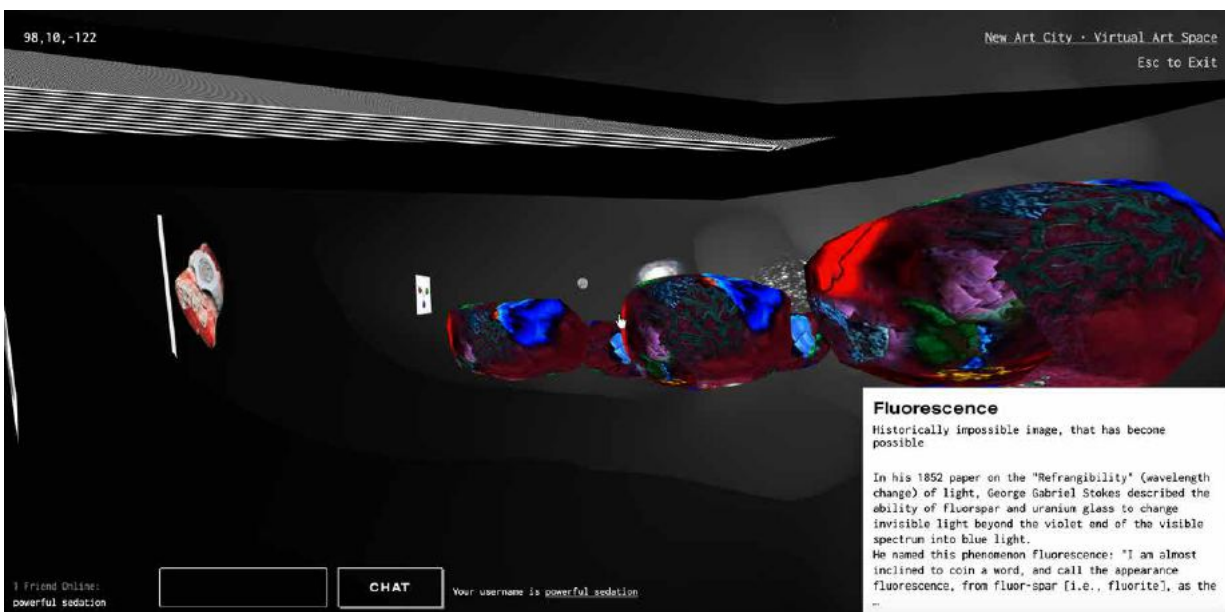 98,10,-122
New Art City · Virtual Art Space
Esc to Exit
Fluorescence
Historically impossible image, that has become
possible
In his 1852 paper on the "Refrangibility" (wavelength
change) of light, George Gabriel Stokes described the
ability of fluorspar and uranium glass to change
invisible light beyond the violet end of the visible
spectrum into blue light.
He named this phenomenon fluorescence: "I am almost
inclined to coin a word, and call the appearance
fluorescence, from fluor-spar [i.e., fluorite], as the
…
1 Friend Online:
powerful sedation
CHAT
Your username is powerful sedation